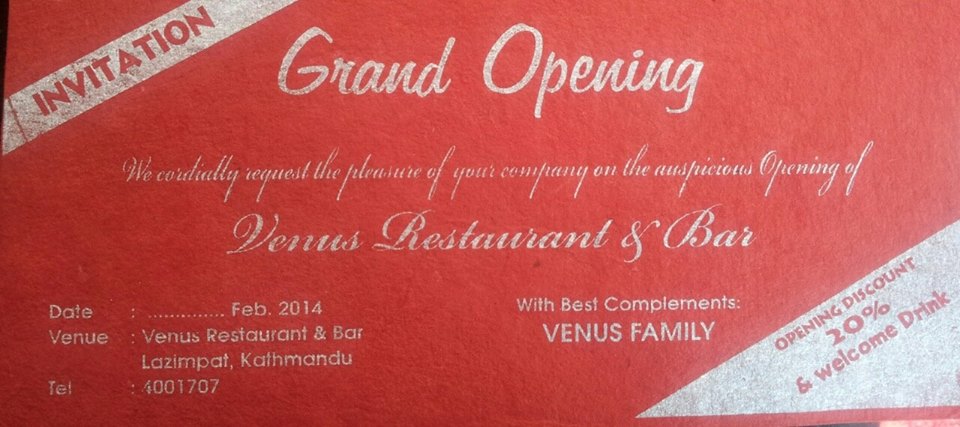 INVITATION
Grand Opening
We cordially request the pleasure of your company on the auspicious Opening of
Venus Restaurant & Bar
Date : .............. Feb. 2014
Venue : Venus Restaurant & Bar
Lazimpat, Kathmandu
Tel : 4001707
With Best Complements:
VENUS FAMILY
OPENING DISCOUNT
20%
& welcome Drink